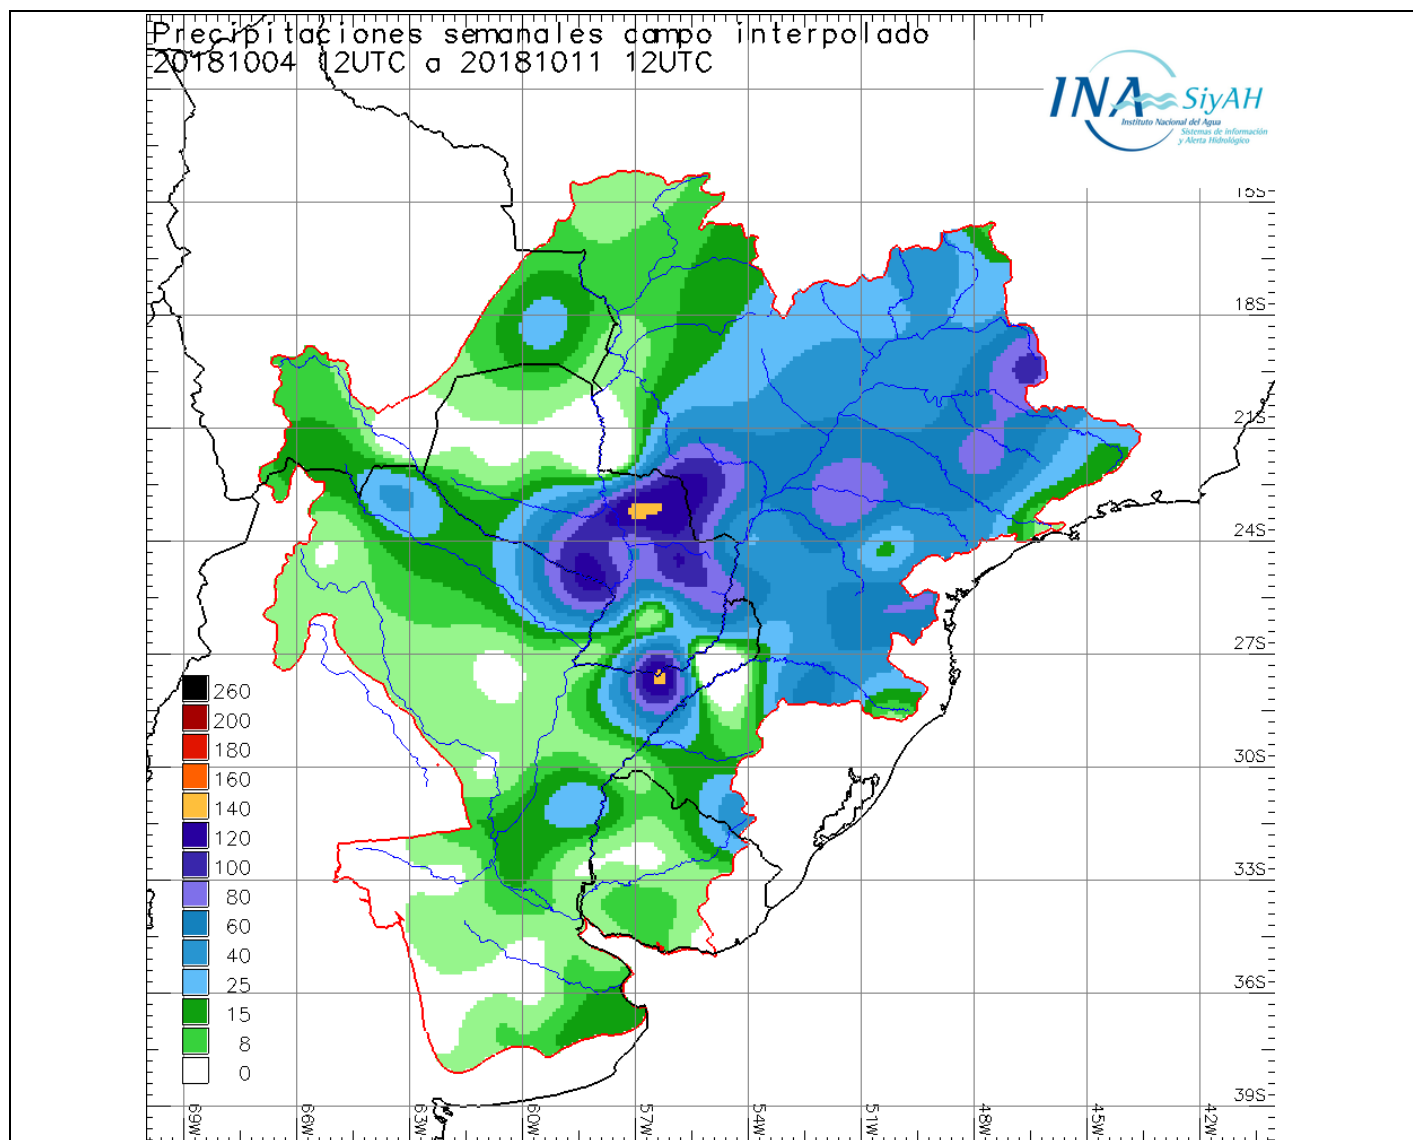 Precipitaciones semanales campo interpolado
20181004 12UTC a 20181011 12UTC
INA SiyAH
Instituto Nacional del Agua
Sistemas de información
y Alerta Hidrológico
15S
18S
21S
24S
27S
30S
33S
36S
39S
260
200
180
160
140
120
100
80
60
40
25
15
8
0
69W 66W 63W 60W 57W 54W 51W 48W 45W 42W